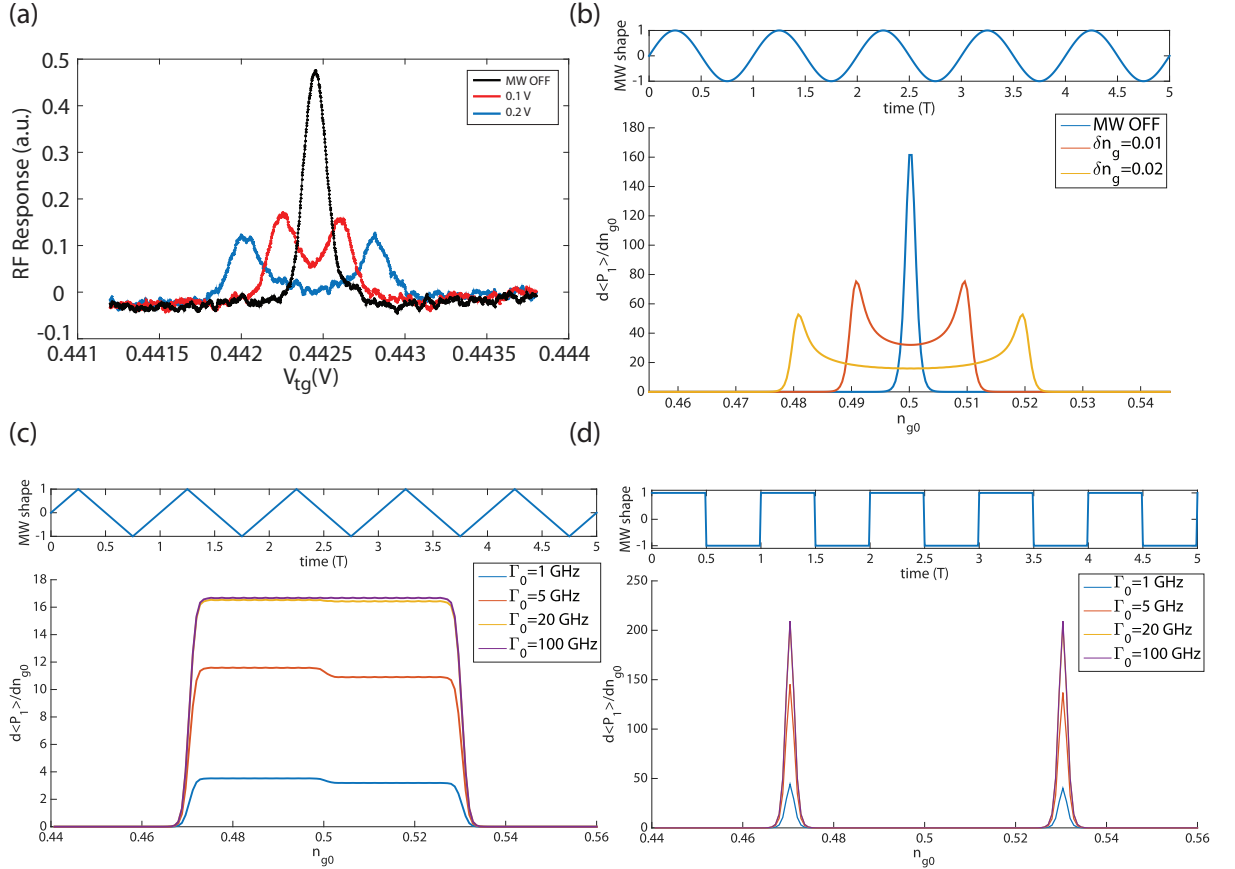 (a)
RF Response (a.u.)
0.5
0.4
0.3
0.2
0.1
0
-0.1
MW OFF
0.1 V
0.2 V
0.441 0.4415 0.442 0.4425 0.443 0.4435 0.444
V_tg(V)
(b)
MW shape
1
0
-1
0 0.5 1 1.5 2 2.5 3 3.5 4 4.5 5
time (T)
d<P_1>/dn_g0
180
160
140
120
100
80
60
40
20
0
MW OFF
δn_g=0.01
δn_g=0.02
0.46 0.47 0.48 0.49 0.5 0.51 0.52 0.53 0.54
n_g0
(c)
MW shape
1
0
-1
0 0.5 1 1.5 2 2.5 3 3.5 4 4.5 5
time (T)
d<P_1>/dn_g0
18
16
14
12
10
8
6
4
2
0
Γ_0=1 GHz
Γ_0=5 GHz
Γ_0=20 GHz
Γ_0=100 GHz
0.44 0.46 0.48 0.5 0.52 0.54 0.56
n_g0
(d)
MW shape
1
0
-1
0 0.5 1 1.5 2 2.5 3 3.5 4 4.5 5
time (T)
d<P_1>/dn_g0
250
200
150
100
50
0
Γ_0=1 GHz
Γ_0=5 GHz
Γ_0=20 GHz
Γ_0=100 GHz
0.44 0.46 0.48 0.5 0.52 0.54 0.56
n_g0